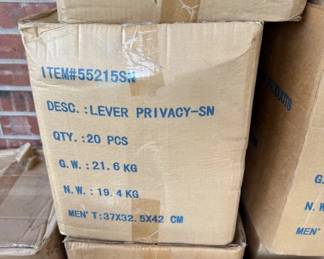 ITEM#55215SN
DESC.:LEVER PRIVACY-SN
QTY.:20 PCS
G.W.:21.6 KG
N.W.:19.4 KG
MEN'T:37X32.5X42 CM
G.
N.W
MEN'